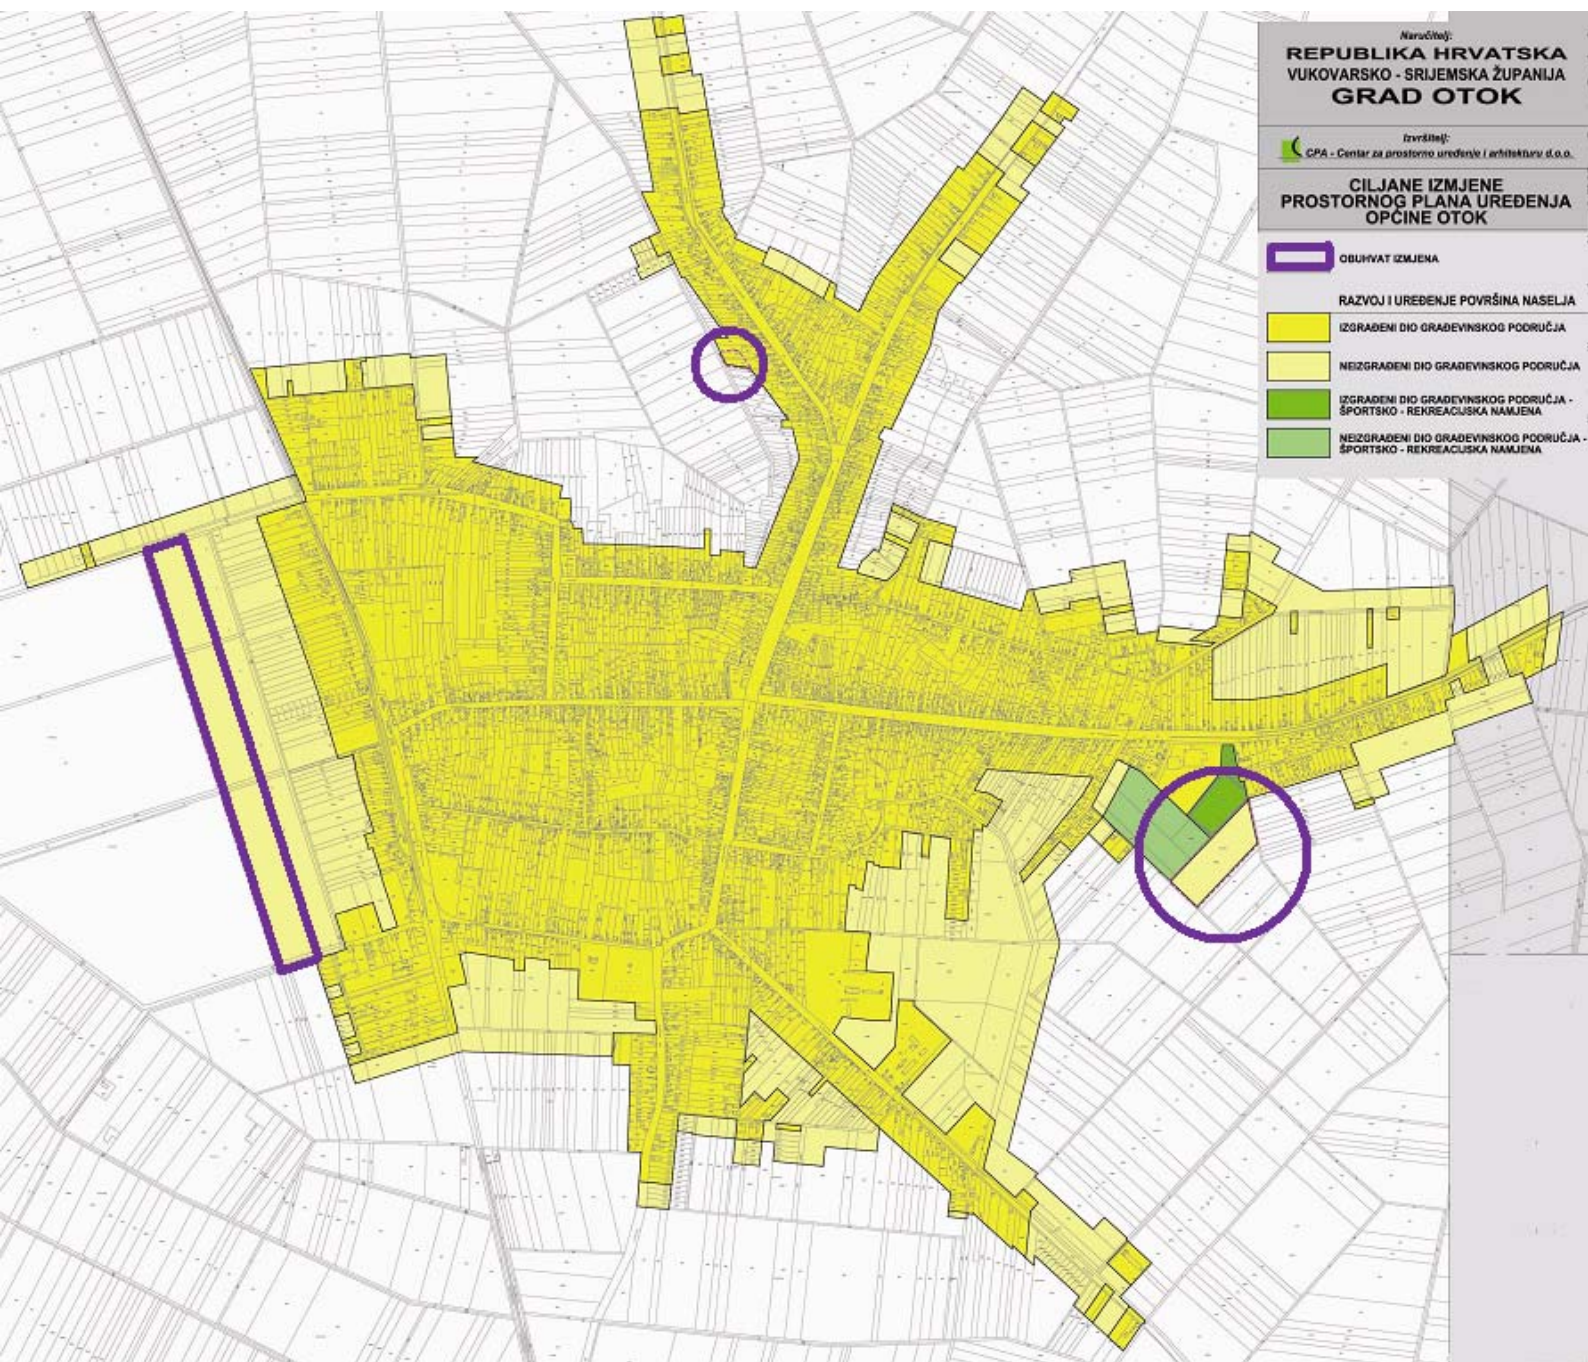 Naručitelj:
REPUBLIKA HRVATSKA
VUKOVARSKO - SRIJEMSKA ŽUPANIJA
GRAD OTOK
Izvršitelj:
CPA - Centar za prostorno uređenje i arhitekturu d.o.o.
CILJANE IZMJENE
PROSTORNOG PLANA UREĐENJA
OPĆINE OTOK
OBUHVAT IZMJENA
RAZVOJ I UREĐENJE POVRŠINA NASELJA
IZGRAĐENI DIO GRAĐEVINSKOG PODRUČJA
NEIZGRAĐENI DIO GRAĐEVINSKOG PODRUČJA
IZGRAĐENI DIO GRAĐEVINSKOG PODRUČJA -
ŠPORTSKO - REKREACIJSKA NAMJENA
NEIZGRAĐENI DIO GRAĐEVINSKOG PODRUČJA -
ŠPORTSKO - REKREACIJSKA NAMJENA